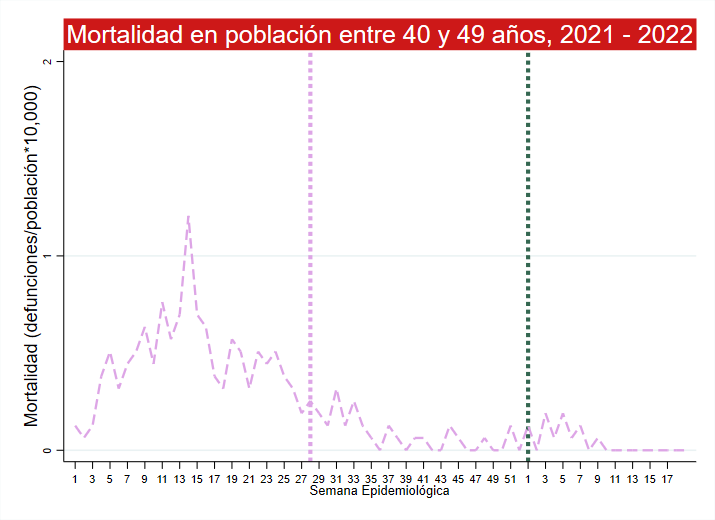 Mortalidad en población entre 40 y 49 años, 2021 - 2022
Mortalidad (defunciones/población*10,000)
2
1
0
1 3 5 7 9 11 13 15 17 19 21 23 25 27 29 31 33 35 37 39 41 43 45 47 49 51 1 3 5 7 9 11 13 15 17
Semana Epidemiológica